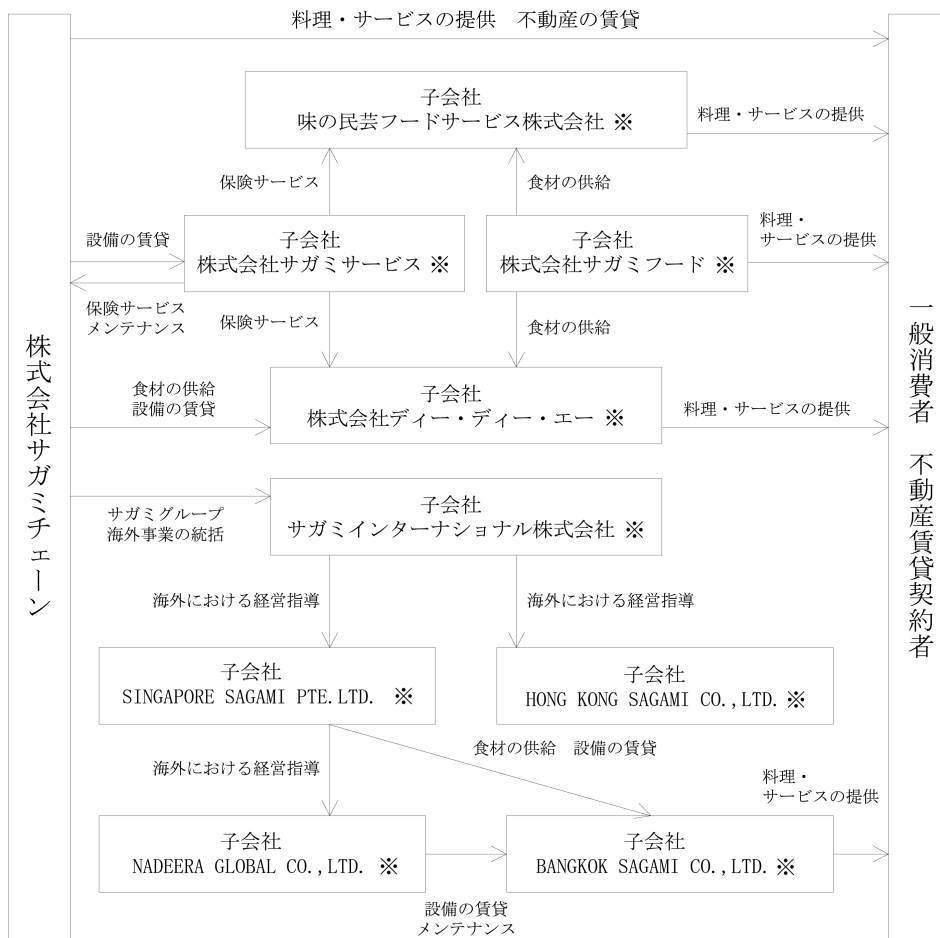 料理・サービスの提供　不動産の賃貸
子会社
味の民芸フードサービス株式会社 ※
料理・サービスの提供
保険サービス
食材の供給
設備の賃貸
子会社
株式会社サガミサービス ※
子会社
株式会社サガミフード ※
料理・
サービスの提供
保険サービス
メンテナンス
保険サービス
食材の供給
株式会社サガミチェーン
一般消費者　不動産賃貸契約者
食材の供給
設備の賃貸
子会社
株式会社ディー・ディー・エー ※
料理・サービスの提供
サガミグループ
海外事業の統括
子会社
サガミインターナショナル株式会社 ※
海外における経営指導
海外における経営指導
子会社
SINGAPORE SAGAMI PTE.LTD. ※
子会社
HONG KONG SAGAMI CO.,LTD. ※
食材の供給　設備の賃貸
海外における経営指導
料理・
サービスの提供
子会社
NADEERA GLOBAL CO.,LTD. ※
子会社
BANGKOK SAGAMI CO.,LTD. ※
設備の賃貸
メンテナンス